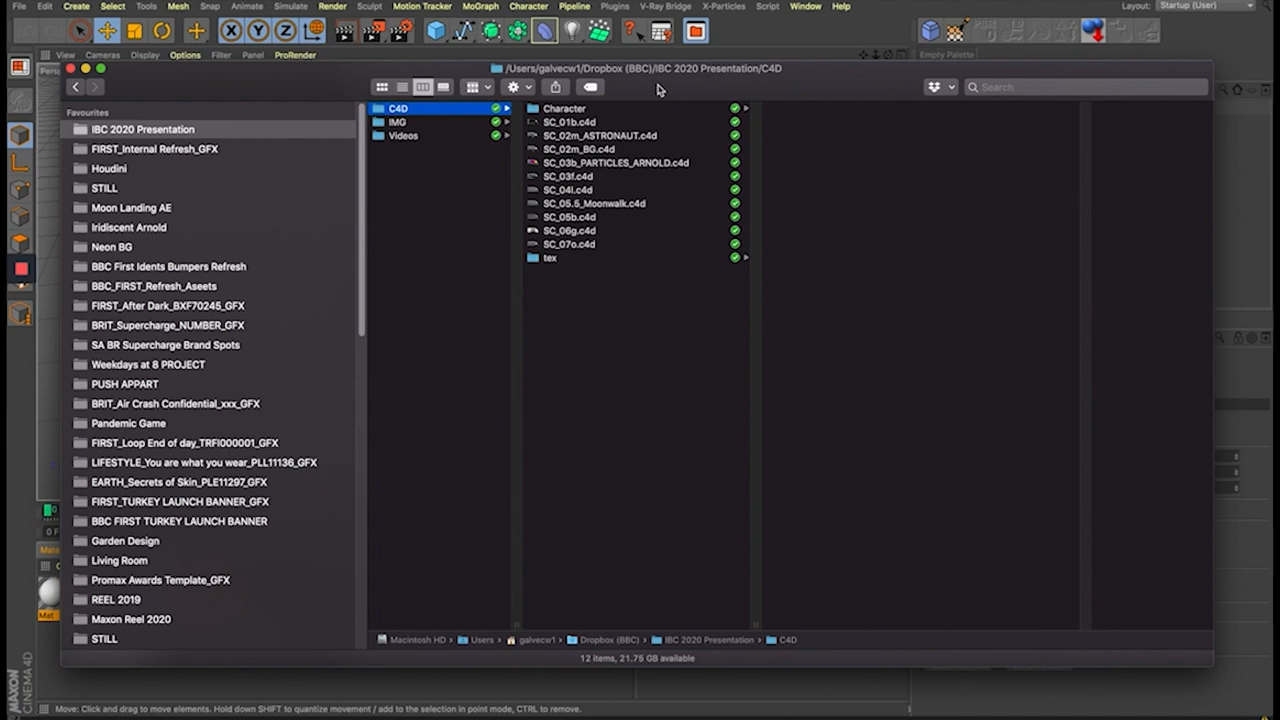 File Edit Create Select Tools Mesh Snap Animate Simulate Render Sculpt Motion Tracker MoGraph Character Pipeline Plugins V-Ray Bridge X-Particles Script Window Help Layout: Startup (User)
X Y Z
View Cameras Display Options Filter Panel ProRender Empty Palette
/Users/galvecw1/Dropbox (BBC)/IBC 2020 Presentation/C4D
Search
Favourites
IBC 2020 Presentation
FIRST_Internal Refresh_GFX
Houdini
STILL
Moon Landing AE
Iridiscent Arnold
Neon BG
BBC First Idents Bumpers Refresh
BBC_FIRST_Refresh_Aseets
FIRST_After Dark_BXF70245_GFX
BRIT_Supercharge_NUMBER_GFX
SA BR Supercharge Brand Spots
Weekdays at 8 PROJECT
PUSH APPART
BRIT_Air Crash Confidential_xxx_GFX
Pandemic Game
FIRST_Loop End of day_TRFI000001_GFX
LIFESTYLE_You are what you wear_PLL11136_GFX
EARTH_Secrets of Skin_PLE11297_GFX
FIRST_TURKEY LAUNCH BANNER_GFX
BBC FIRST TURKEY LAUNCH BANNER
Garden Design
Living Room
Promax Awards Template_GFX
REEL 2019
Maxon Reel 2020
STILL
C4D
IMG
Videos
Character
SC_01b.c4d
SC_02m_ASTRONAUT.c4d
SC_02m_BG.c4d
SC_03b_PARTICLES_ARNOLD.c4d
SC_03f.c4d
SC_04l.c4d
SC_05.5_Moonwalk.c4d
SC_05b.c4d
SC_06g.c4d
SC_07o.c4d
tex
Macintosh HD Users galvecw1 Dropbox (BBC) IBC 2020 Presentation C4D
12 items, 21.75 GB available
Mat
MAXON CINEMA4D
Move: Click and drag to move elements. Hold down SHIFT to quantize movement / add to the selection in point mode, CTRL to remove.